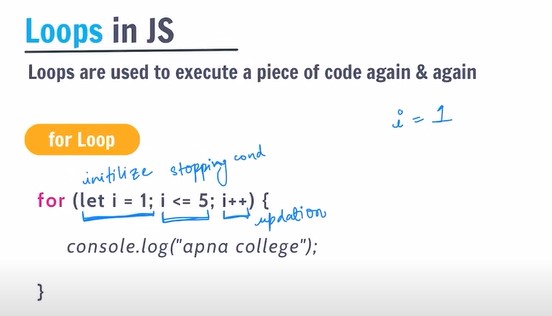 Loops in JS
Loops are used to execute a piece of code again & again
i = 1
for Loop
initilize stopping cond
for (let i = 1; i <= 5; i++) {
updation
console.log("apna college");
}